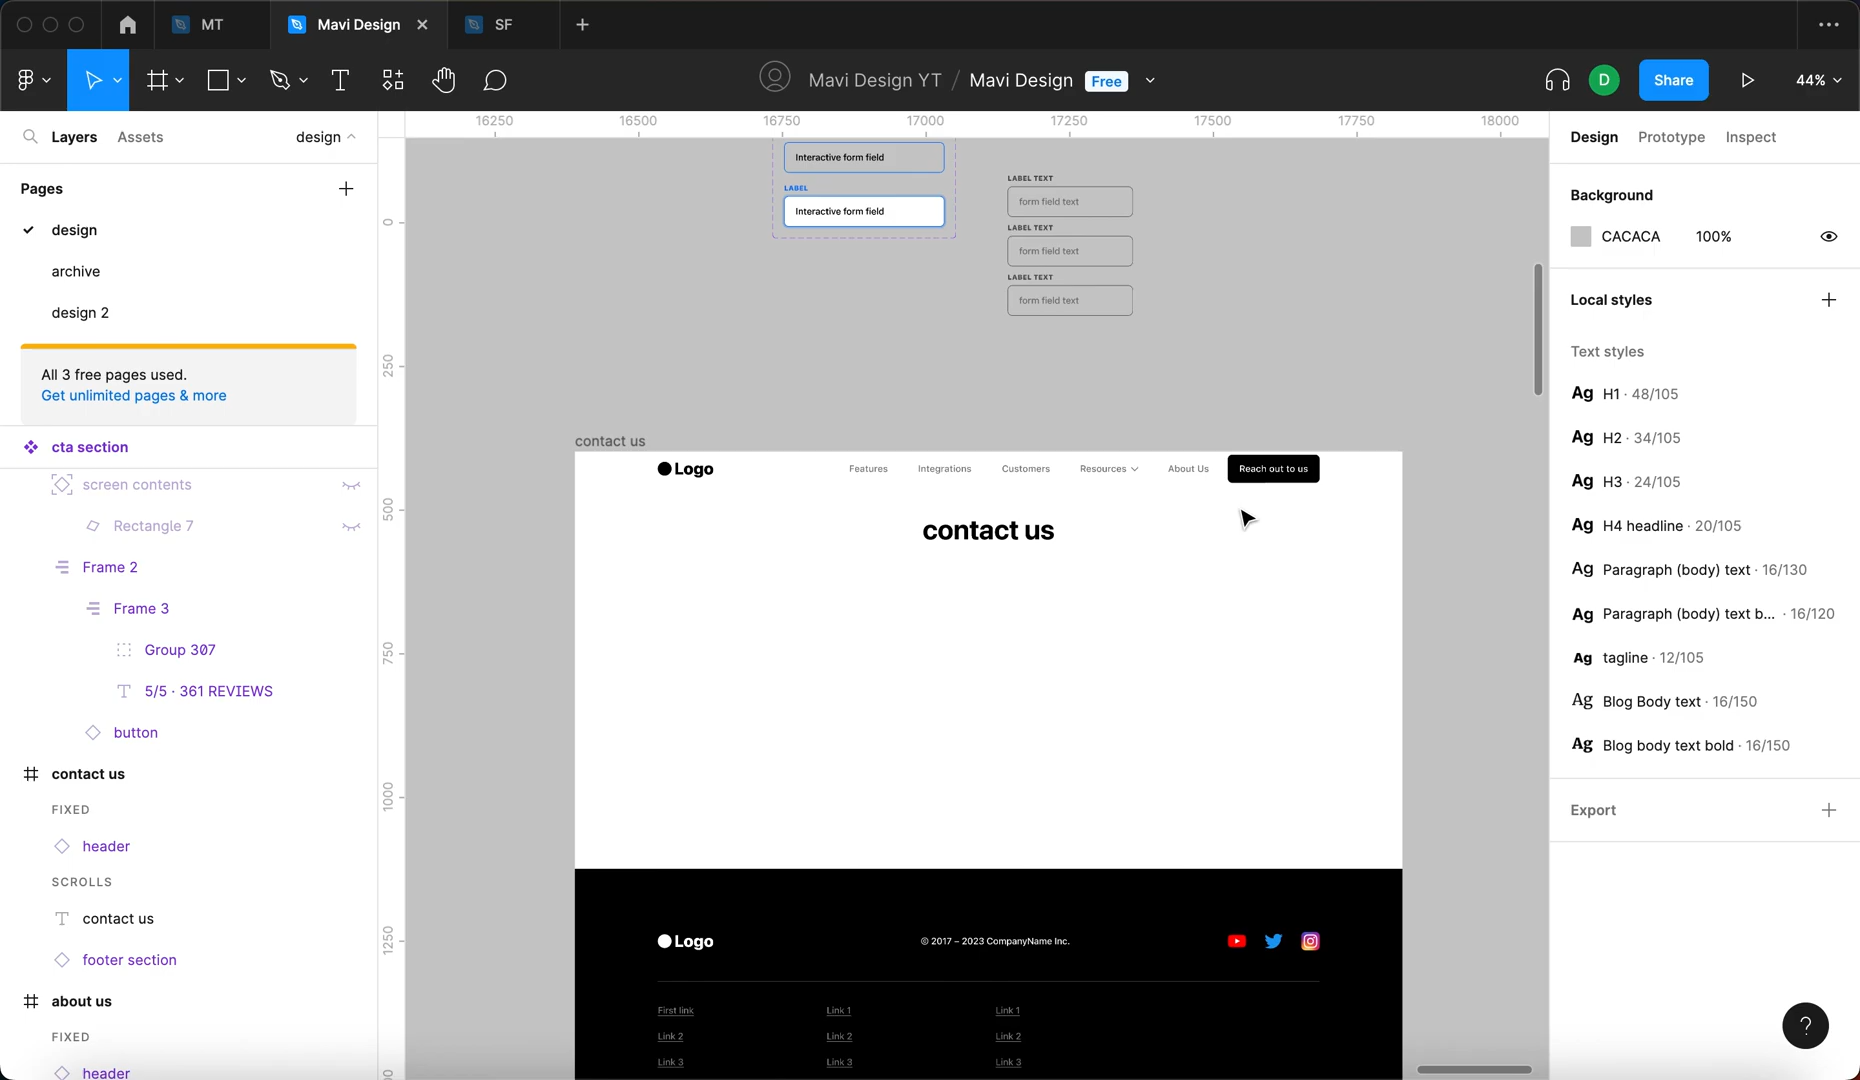 MT
Mavi Design
SF
Mavi Design YT / Mavi Design Free
D
Share
44%
Layers
Assets
design
Pages
design
archive
design 2
All 3 free pages used.
Get unlimited pages & more
cta section
screen contents
Rectangle 7
Frame 2
Frame 3
Group 307
5/5 · 361 REVIEWS
button
contact us
FIXED
header
SCROLLS
contact us
footer section
about us
FIXED
header
16250 16500 16750 17000 17250 17500 17750 18000
0
250
500
750
1000
1250
Interactive form field
LABEL
Interactive form field
LABEL TEXT
form field text
LABEL TEXT
form field text
LABEL TEXT
form field text
contact us
Logo
Features
Integrations
Customers
Resources
About Us
Reach out to us
contact us
Logo
© 2017 – 2023 CompanyName Inc.
First link Link 1 Link 1
Link 2 Link 2 Link 2
Link 3 Link 3 Link 3
Design
Prototype
Inspect
Background
CACACA 100%
Local styles
Text styles
Ag H1 · 48/105
Ag H2 · 34/105
Ag H3 · 24/105
Ag H4 headline · 20/105
Ag Paragraph (body) text · 16/130
Ag Paragraph (body) text b... · 16/120
Ag tagline · 12/105
Ag Blog Body text · 16/150
Ag Blog body text bold · 16/150
Export
?